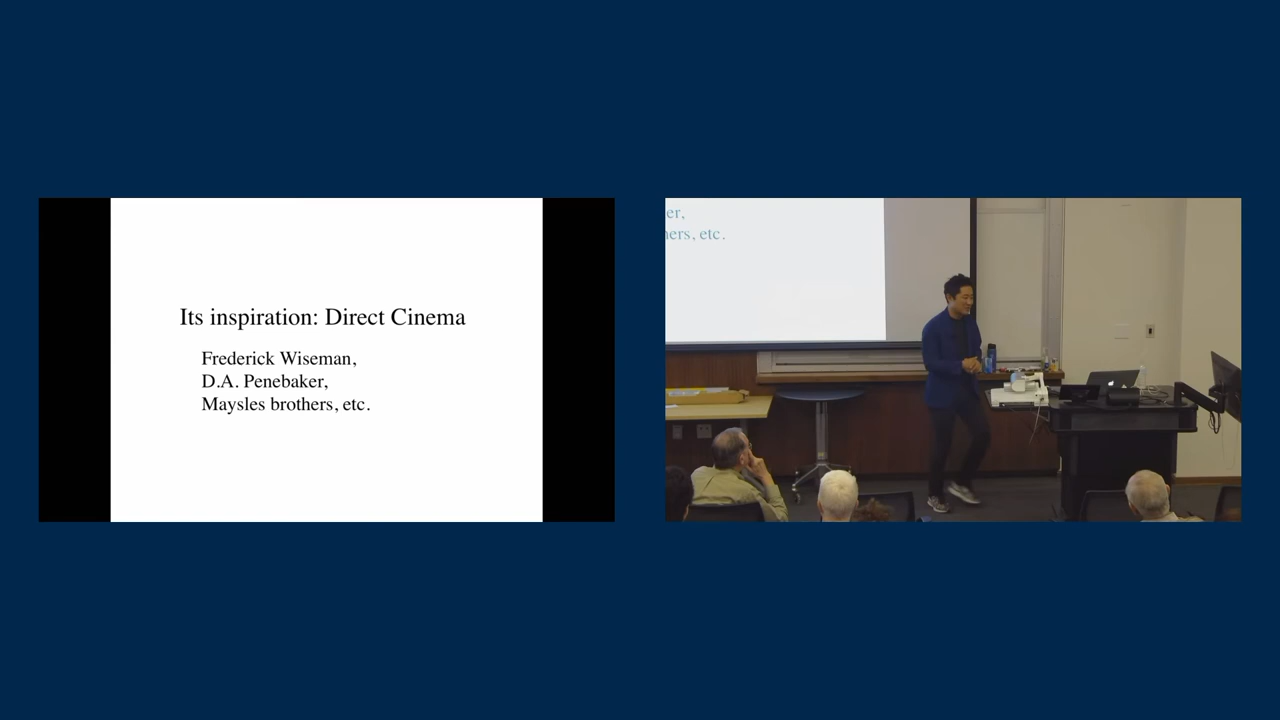 Its inspiration: Direct Cinema
Frederick Wiseman,
D.A. Penebaker,
Maysles brothers, etc.
er,
hers, etc.